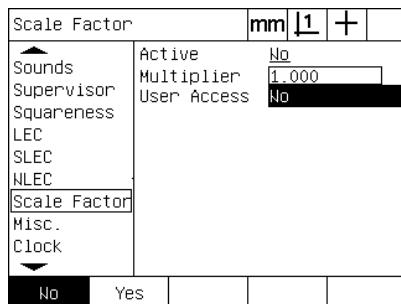 Scale Factor mm 1
Sounds
Supervisor
Squareness
LEC
SLEC
NLEC
Scale Factor
Misc.
Clock
Active No
Multiplier 1.000
User Access No
No Yes